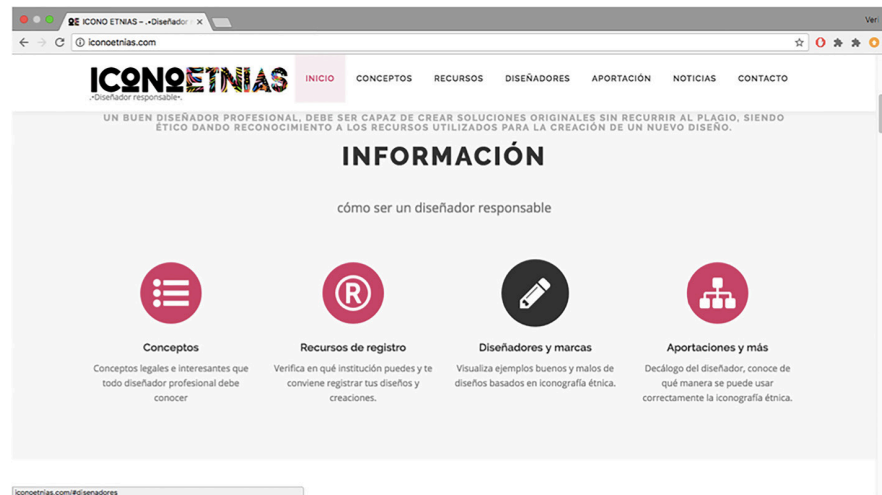 ICONO ETNIAS – .•Diseñador r
Veri
iconoetnias.com
ICONOETNIAS
.•Diseñador responsable•.
INICIO CONCEPTOS RECURSOS DISEÑADORES APORTACIÓN NOTICIAS CONTACTO
UN BUEN DISEÑADOR PROFESIONAL, DEBE SER CAPAZ DE CREAR SOLUCIONES ORIGINALES SIN RECURRIR AL PLAGIO, SIENDO
ÉTICO DANDO RECONOCIMIENTO A LOS RECURSOS UTILIZADOS PARA LA CREACIÓN DE UN NUEVO DISEÑO.
INFORMACIÓN
cómo ser un diseñador responsable
®
Conceptos
Conceptos legales e interesantes que
todo diseñador profesional debe
conocer
Recursos de registro
Verifica en qué institución puedes y te
conviene registrar tus diseños y
creaciones.
Diseñadores y marcas
Visualiza ejemplos buenos y malos de
diseños basados en iconografía étnica.
Aportaciones y más
Decálogo del diseñador, conoce de
qué manera se puede usar
correctamente la iconografía étnica.
iconoetnias.com/#disenadores